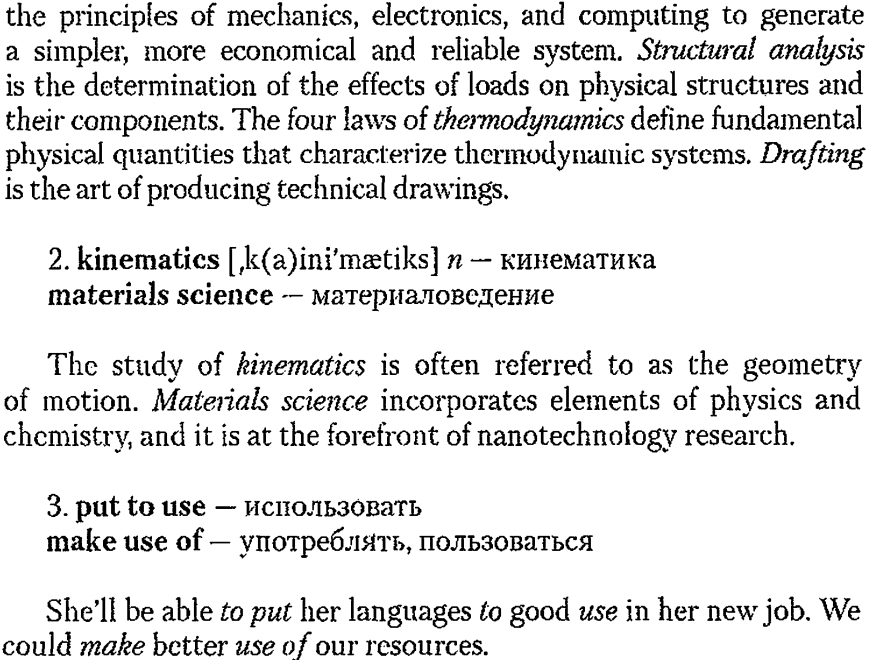 the principles of mechanics, electronics, and computing to generate
a simpler, more economical and reliable system. Structural analysis
is the determination of the effects of loads on physical structures and
their components. The four laws of thermodynamics define fundamental
physical quantities that characterize thermodynamic systems. Drafting
is the art of producing technical drawings.
2. kinematics [ˌk(a)ini'mætiks] n — кинематика
materials science — материаловедение
The study of kinematics is often referred to as the geometry
of motion. Materials science incorporates elements of physics and
chemistry, and it is at the forefront of nanotechnology research.
3. put to use — использовать
make use of — употреблять, пользоваться
She'll be able to put her languages to good use in her new job. We
could make better use of our resources.